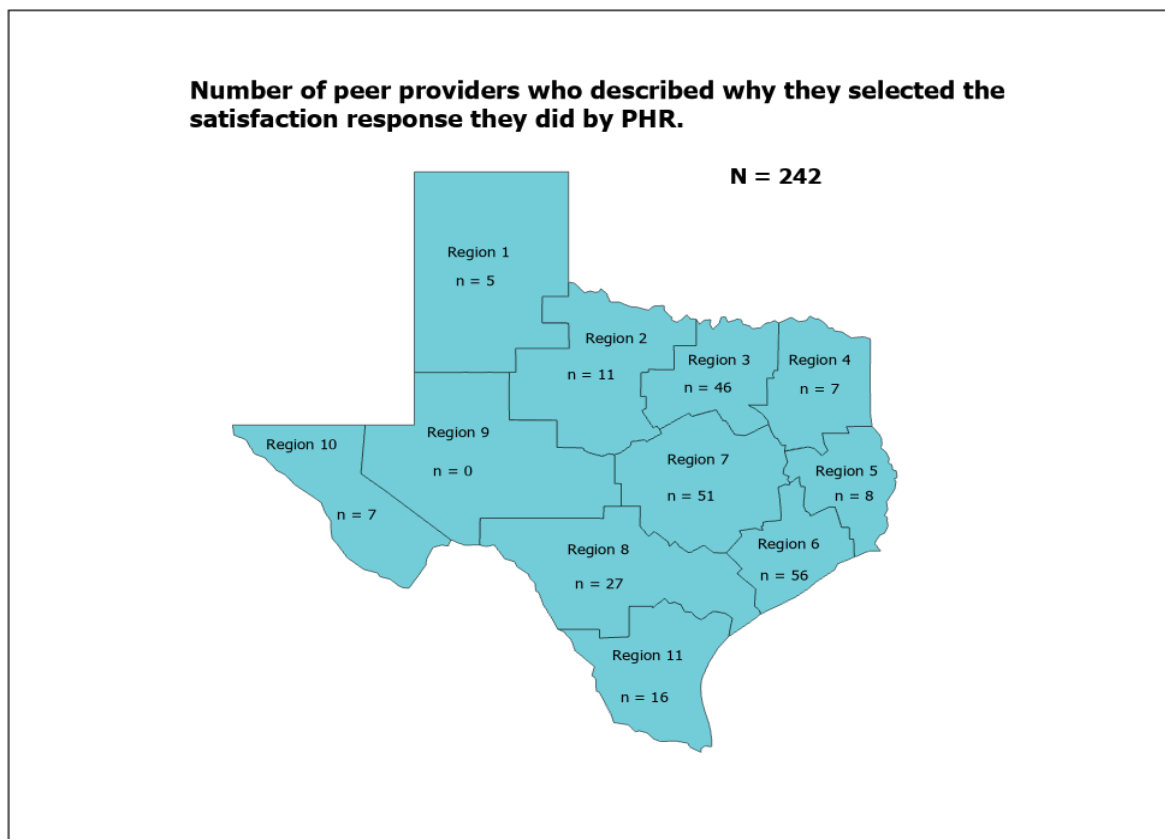 Number of peer providers who described why they selected the
satisfaction response they did by PHR.
N = 242
Region 1
n = 5
Region 2
n = 11
Region 3
n = 46
Region 4
n = 7
Region 9
n = 0
Region 10
n = 7
Region 7
n = 51
Region 5
n = 8
Region 6
n = 56
Region 8
n = 27
Region 11
n = 16